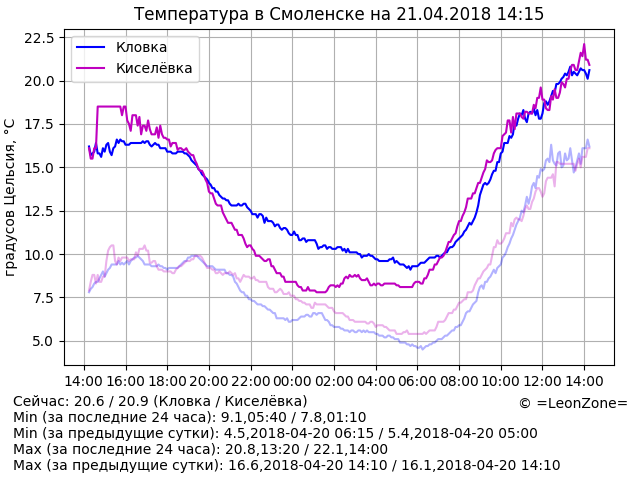 Температура в Смоленске на 21.04.2018 14:15
Кловка
Киселёвка
градусов Цельсия, °C
22.5
20.0
17.5
15.0
12.5
10.0
7.5
5.0
14:00 16:00 18:00 20:00 22:00 00:00 02:00 04:00 06:00 08:00 10:00 12:00 14:00
Сейчас: 20.6 / 20.9 (Кловка / Киселёвка)
© =LeonZone=
Min (за последние 24 часа): 9.1,05:40 / 7.8,01:10
Min (за предыдущие сутки): 4.5,2018-04-20 06:15 / 5.4,2018-04-20 05:00
Max (за последние 24 часа): 20.8,13:20 / 22.1,14:00
Max (за предыдущие сутки): 16.6,2018-04-20 14:10 / 16.1,2018-04-20 14:10